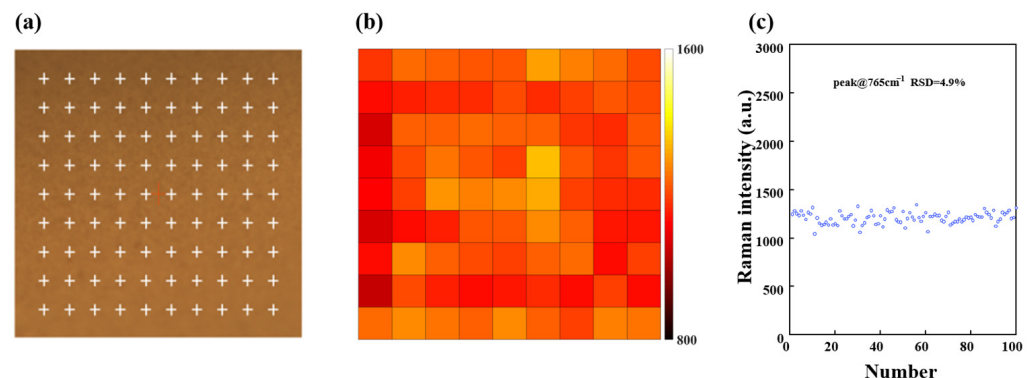 (a)
(b)
(c)
1600
800
3000
2500
2000
1500
1000
500
0
peak@765cm⁻¹ RSD=4.9%
Raman intensity (a.u.)
0 20 40 60 80 100
Number